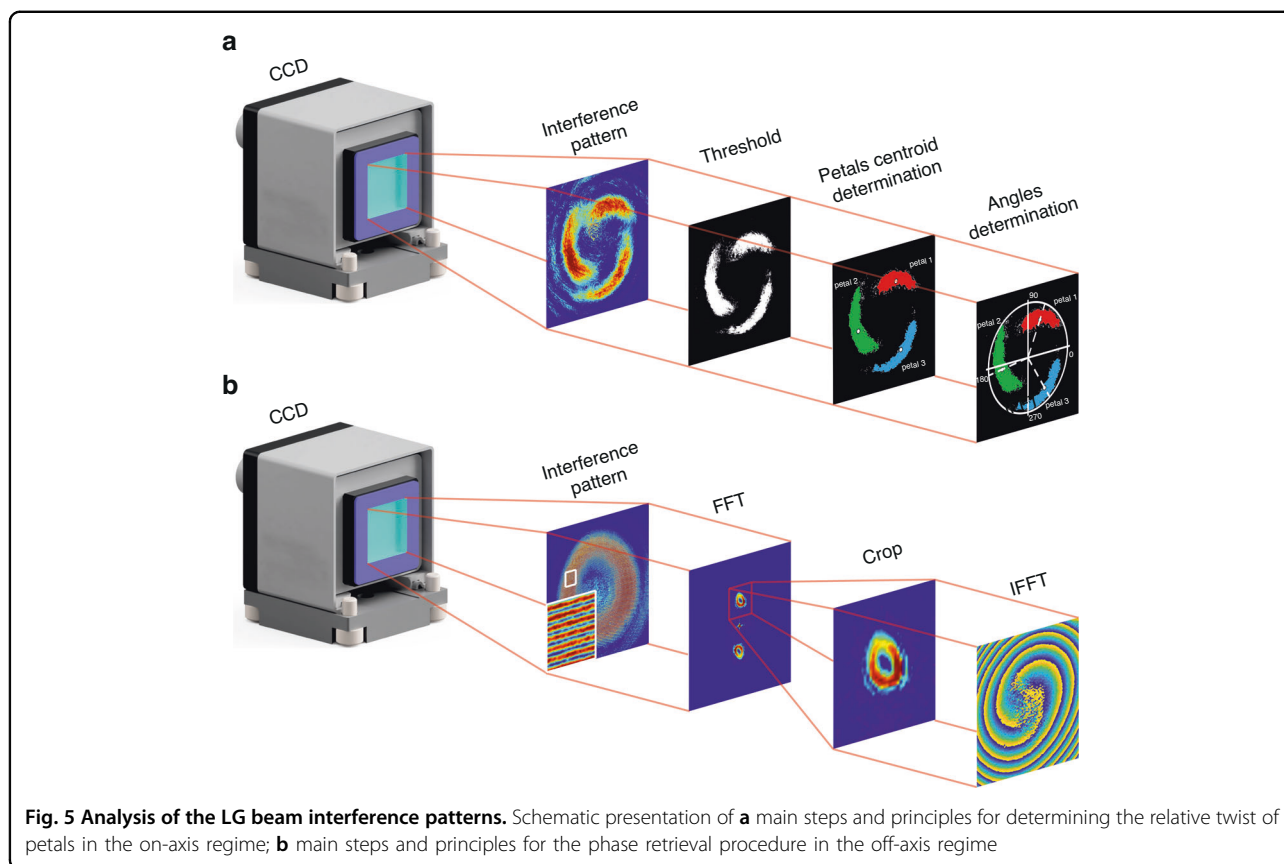 a
CCD
Interference
pattern
Threshold
Petals centroid
determination
Angles
determination
petal 1
petal 2
petal 3
90
petal 1
petal 2
0
180
petal 3
270
b
CCD
Interference
pattern
FFT
Crop
IFFT
Fig. 5 Analysis of the LG beam interference patterns. Schematic presentation of a main steps and principles for determining the relative twist of
petals in the on-axis regime; b main steps and principles for the phase retrieval procedure in the off-axis regime